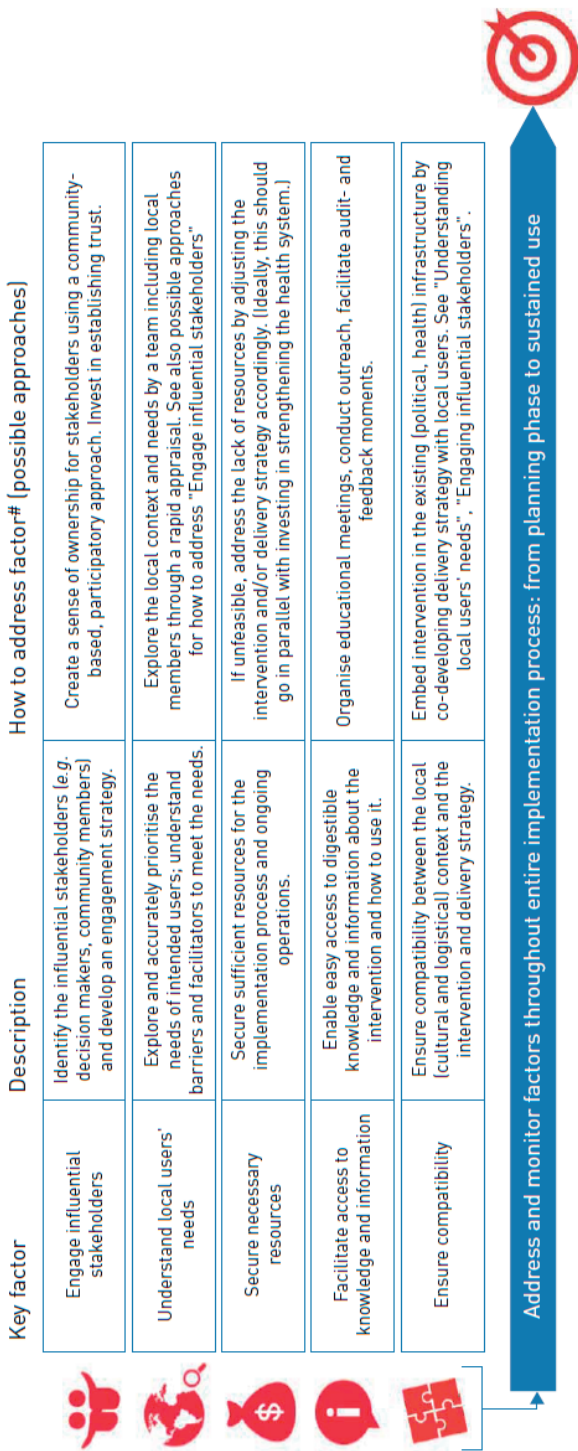 Key factor
Description
How to address factor# (possible approaches)
Engage influential
stakeholders
Identify the influential stakeholders (e.g.
decision makers, community members)
and develop an engagement strategy.
Create a sense of ownership for stakeholders using a community-
based, participatory approach. Invest in establishing trust.
Understand local users'
needs
Explore and accurately prioritise the
needs of intended users; understand
barriers and facilitators to meet the needs.
Explore the local context and needs by a team including local
members through a rapid appraisal. See also possible approaches
for how to address "Engage influential stakeholders"
$
Secure necessary
resources
Secure sufficient resources for the
implementation process and ongoing
operations.
If unfeasible, address the lack of resources by adjusting the
intervention and/or delivery strategy accordingly. (Ideally, this should
go in parallel with investing in strengthening the health system.)
i
Facilitate access to
knowledge and information
Enable easy access to digestible
knowledge and information about the
intervention and how to use it.
Organise educational meetings, conduct outreach, facilitate audit- and
feedback moments.
Ensure compatibility
Ensure compatibility between the local
(cultural and logistical) context and the
intervention and delivery strategy.
Embed intervention in the existing (political, health) infrastructure by
co-developing delivery strategy with local users. See "Understanding
local users' needs", "Engaging influential stakeholders".
Address and monitor factors throughout entire implementation process: from planning phase to sustained use